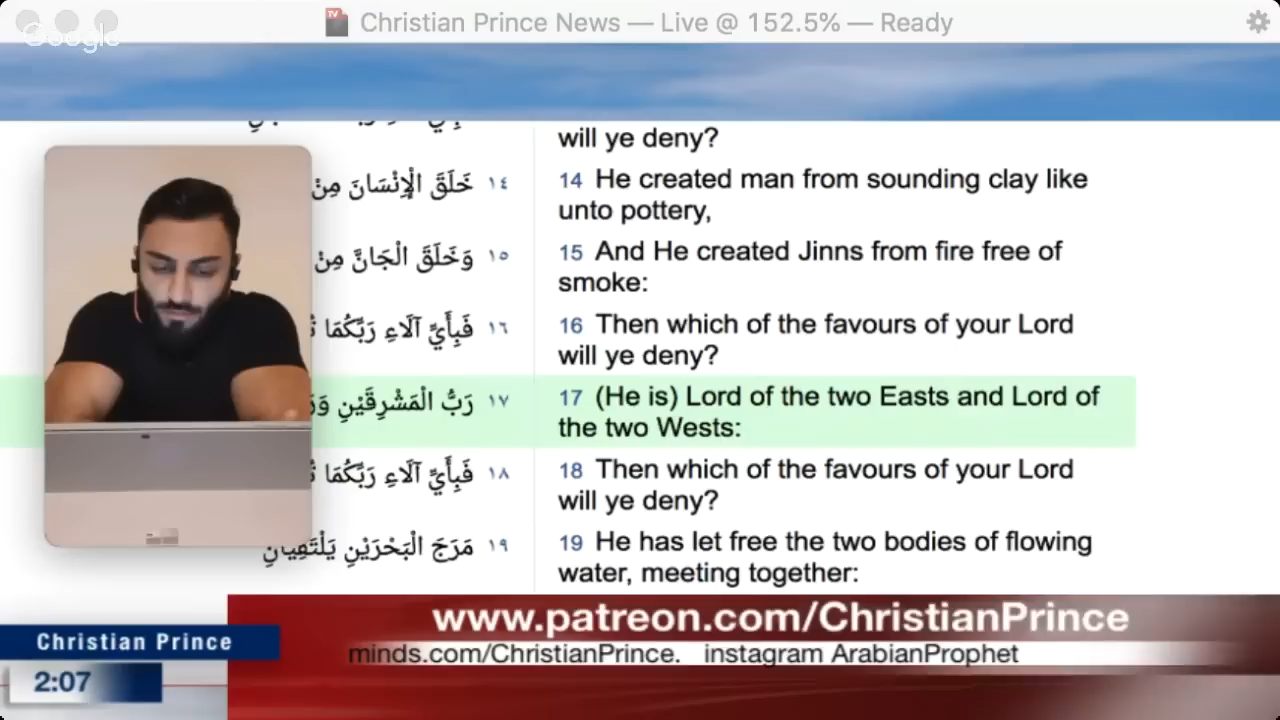 Christian Prince News — Live @ 152.5% — Ready
Google
will ye deny?
خَلَقَ الْإِنْسَانَ مِنْ ١٤
14 He created man from sounding clay like
unto pottery,
وَخَلَقَ الْجَانَّ مِنْ ١٥
15 And He created Jinns from fire free of
smoke:
فَبِأَيِّ آلَاءِ رَبِّكُمَا ١٦
16 Then which of the favours of your Lord
will ye deny?
رَبُّ الْمَشْرِقَيْنِ ١٧
17 (He is) Lord of the two Easts and Lord of
the two Wests:
فَبِأَيِّ آلَاءِ رَبِّكُمَا ١٨
18 Then which of the favours of your Lord
will ye deny?
مَرَجَ الْبَحْرَيْنِ يَلْتَقِيَانِ ١٩
19 He has let free the two bodies of flowing
water, meeting together:
www.patreon.com/ChristianPrince
Christian Prince
minds.com/ChristianPrince. instagram ArabianProphet
2:07